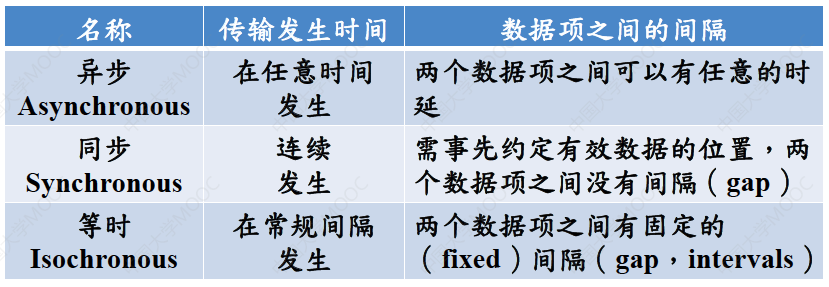 名称 传输发生时间 数据项之间的间隔
异步 在任意时间 两个数据项之间可以有任意的时
Asynchronous 发生 延
同步 连续 需事先约定有效数据的位置，两
Synchronous 发生 个数据项之间没有间隔（gap）
等时 在常规间隔 两个数据项之间有固定的
Isochronous 发生 （fixed）间隔（gap，intervals）